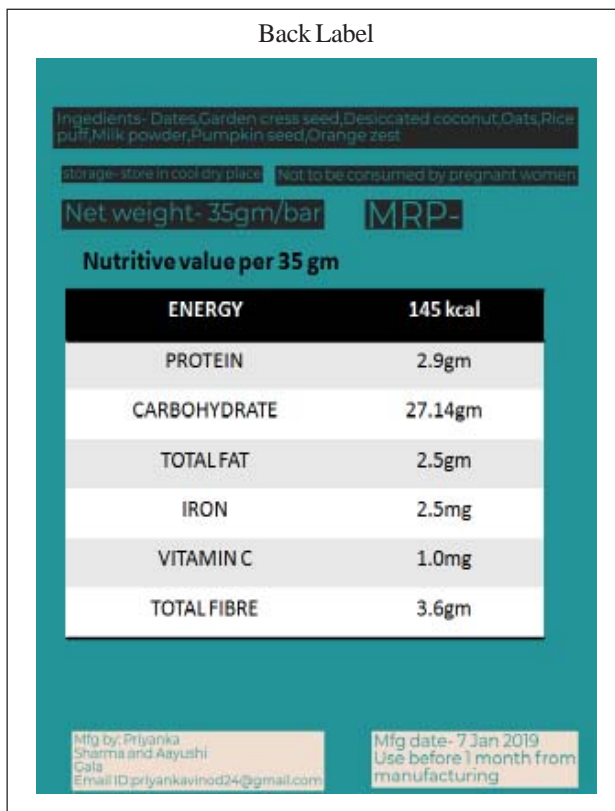 Back Label
Ingedients- Dates,Garden cress seed,Desiccated coconut,Oats,Rice
puff,Milk powder,Pumpkin seed,Orange zest
storage- store in cool dry place Not to be consumed by pregnant women
Net weight- 35gm/bar MRP-
Nutritive value per 35 gm
ENERGY 145 kcal
PROTEIN 2.9gm
CARBOHYDRATE 27.14gm
TOTAL FAT 2.5gm
IRON 2.5mg
VITAMIN C 1.0mg
TOTAL FIBRE 3.6gm
Mfg by: Priyanka
Sharma and Aayushi
Gala
Email ID:priyankavinod24@gmail.com
Mfg date- 7 Jan 2019
Use before 1 month from
manufacturing